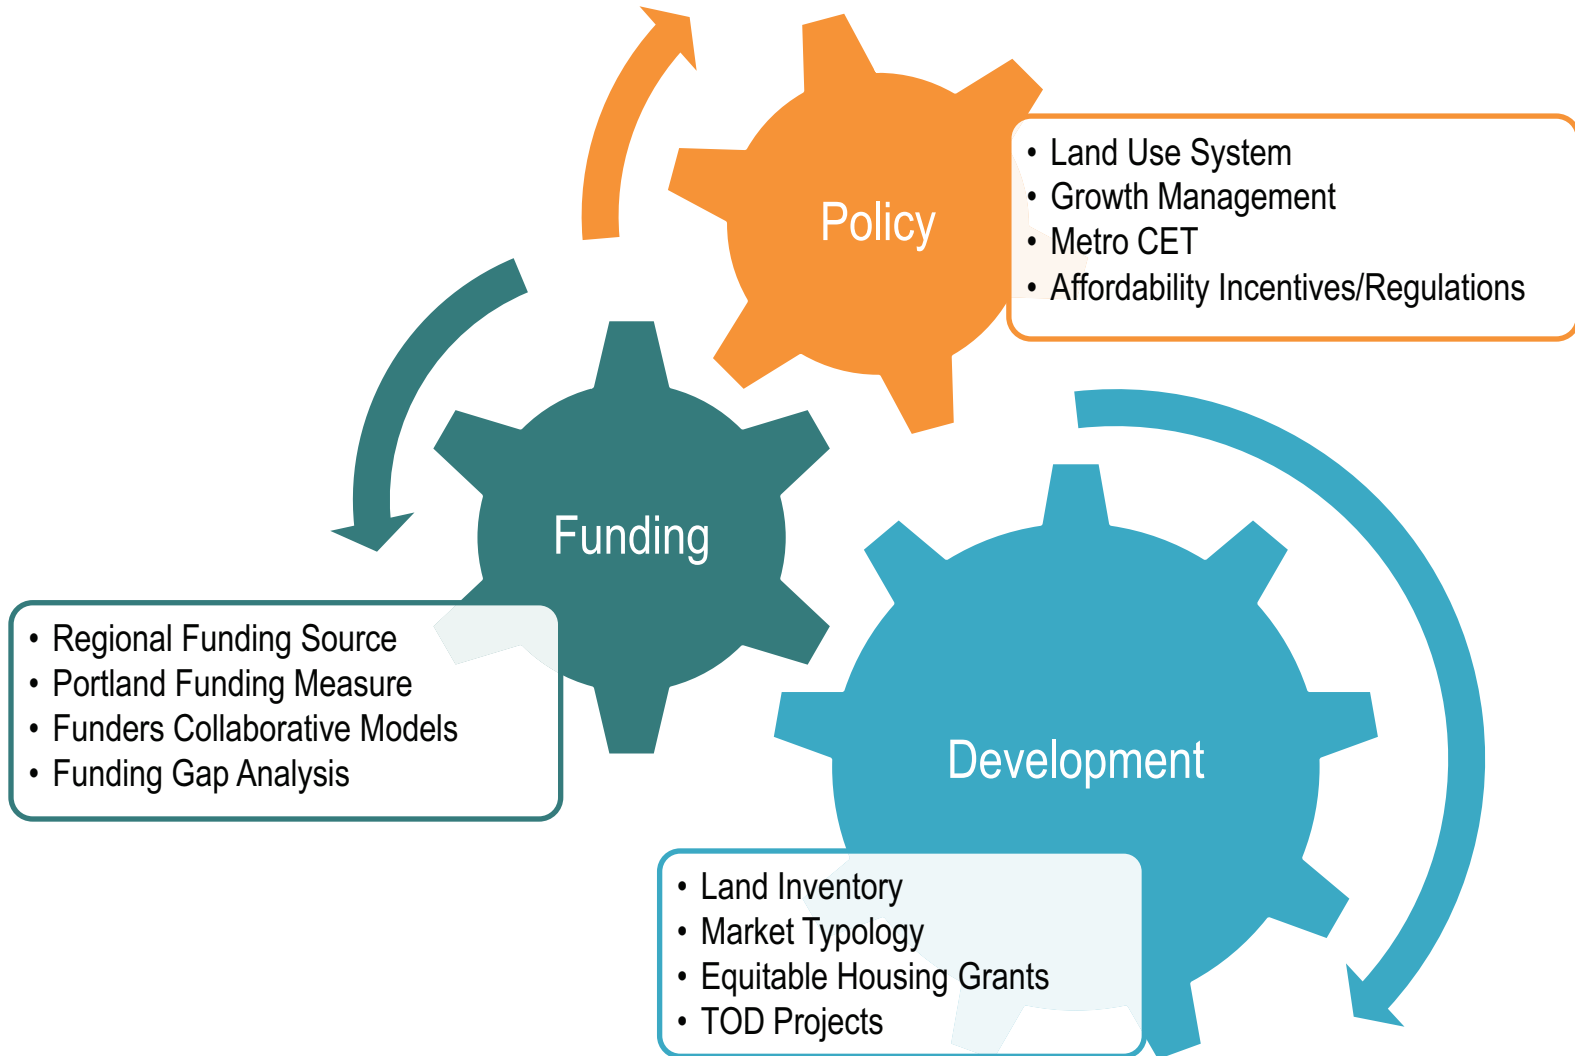 Policy
• Land Use System
• Growth Management
• Metro CET
• Affordability Incentives/Regulations
Funding
• Regional Funding Source
• Portland Funding Measure
• Funders Collaborative Models
• Funding Gap Analysis
Development
• Land Inventory
• Market Typology
• Equitable Housing Grants
• TOD Projects